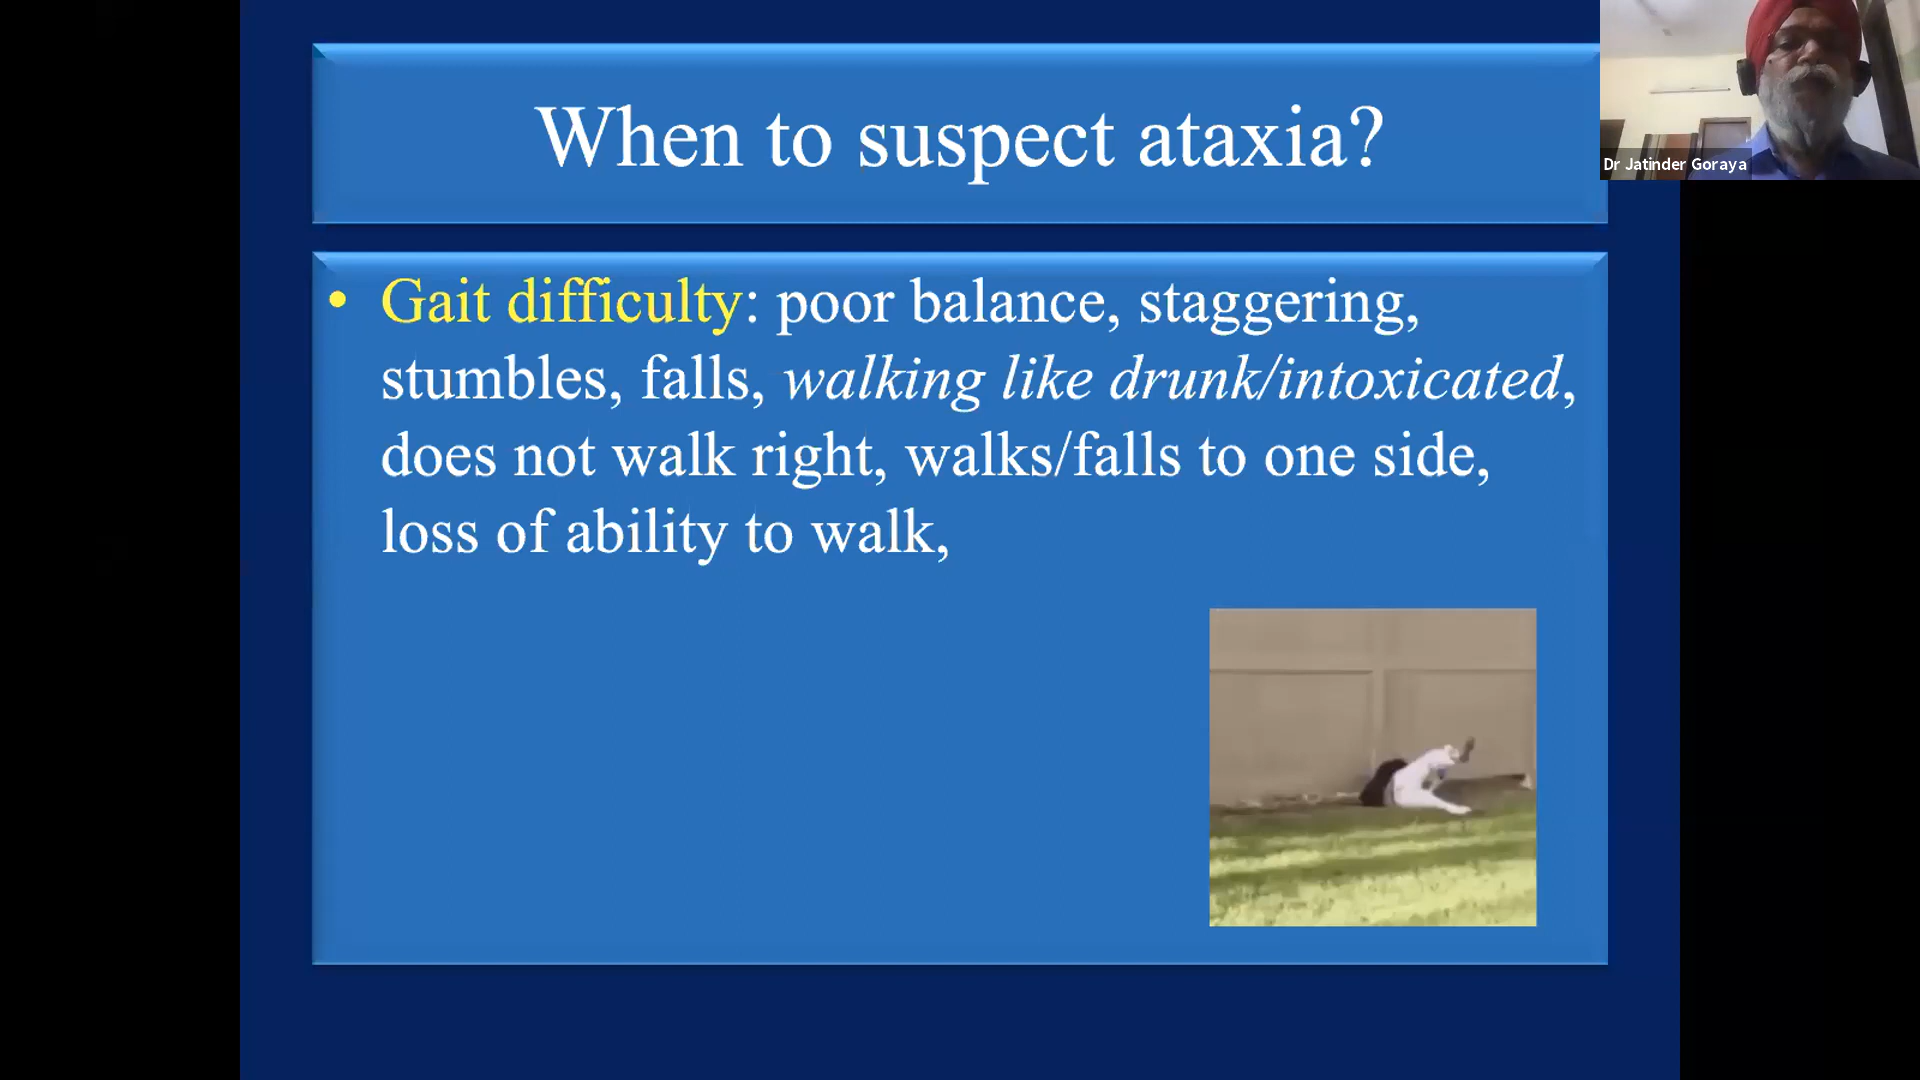 When to suspect ataxia?
Dr Jatinder Goraya
• Gait difficulty: poor balance, staggering,
stumbles, falls, walking like drunk/intoxicated,
does not walk right, walks/falls to one side,
loss of ability to walk,